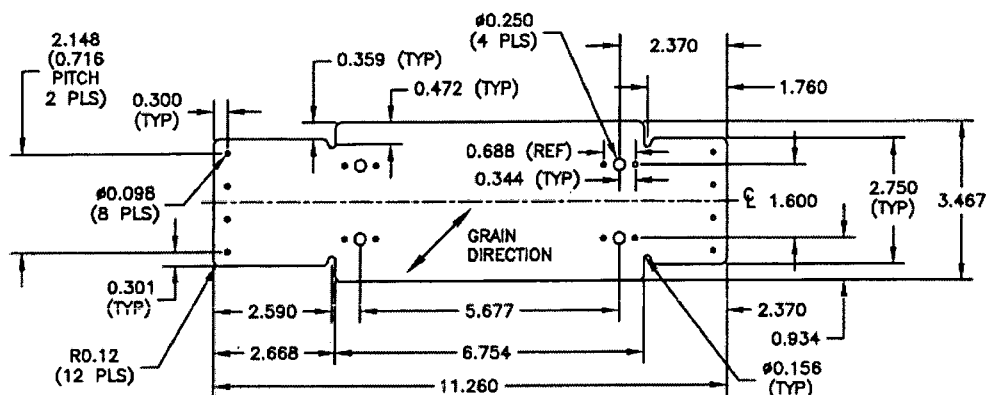 2.148
(0.716
PITCH
2 PLS)
0.300
(TYP)
0.359 (TYP)
0.472 (TYP)
ø0.250
(4 PLS)
2.370
1.760
0.688 (REF)
0.344 (TYP)
ø0.098
(8 PLS)
℄ 1.600
2.750
(TYP)
3.467
GRAIN
DIRECTION
0.301
(TYP)
2.590
5.677
2.370
0.934
R0.12
(12 PLS)
2.668
6.754
ø0.156
(TYP)
11.260